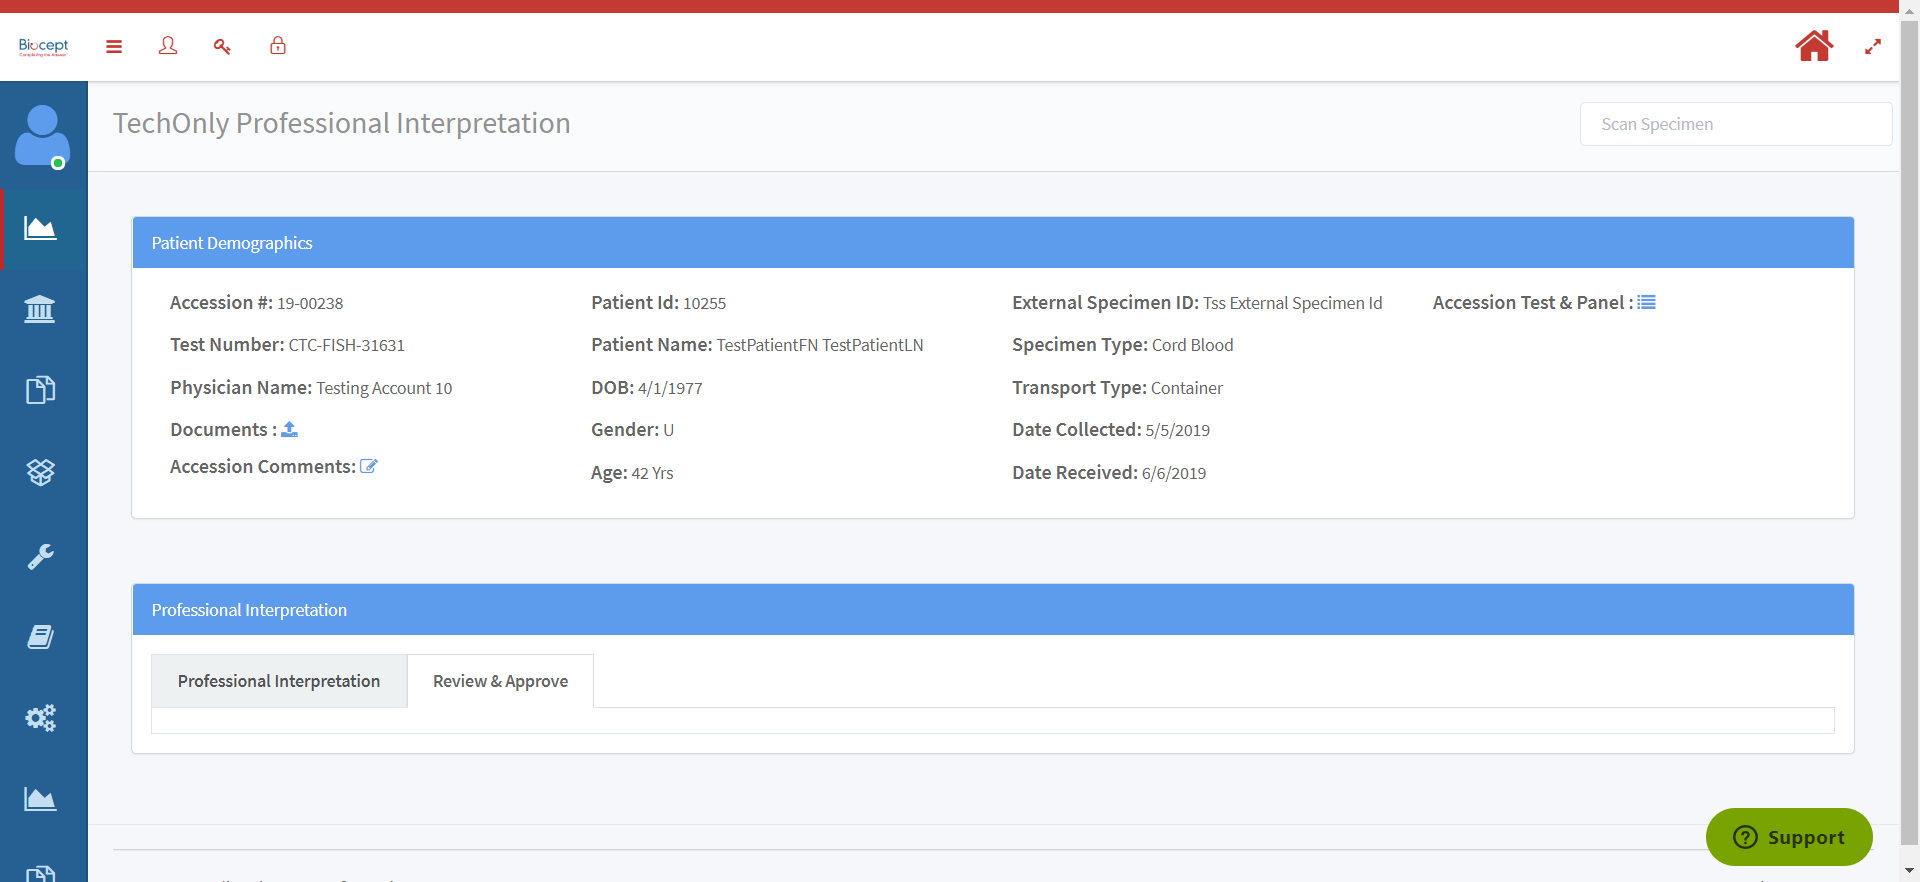 Biocept
TechOnly Professional Interpretation
Scan Specimen
Patient Demographics
Accession #: 19-00238
Patient Id: 10255
External Specimen ID: Tss External Specimen Id
Accession Test & Panel :
Test Number: CTC-FISH-31631
Patient Name: TestPatientFN TestPatientLN
Specimen Type: Cord Blood
Physician Name: Testing Account 10
DOB: 4/1/1977
Transport Type: Container
Documents :
Gender: U
Date Collected: 5/5/2019
Accession Comments:
Age: 42 Yrs
Date Received: 6/6/2019
Professional Interpretation
Professional Interpretation
Review & Approve
Support